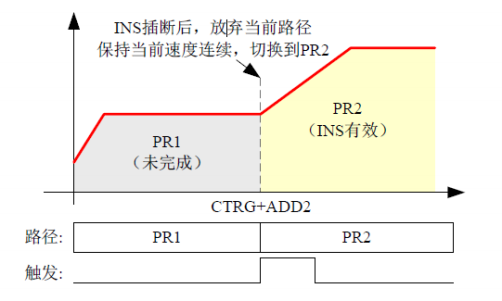 INS插断后，放弃当前路径
保持当前速度连续，切换到PR2
PR2
（INS有效）
PR1
（未完成）
CTRG+ADD2
路径: PR1 PR2
触发: